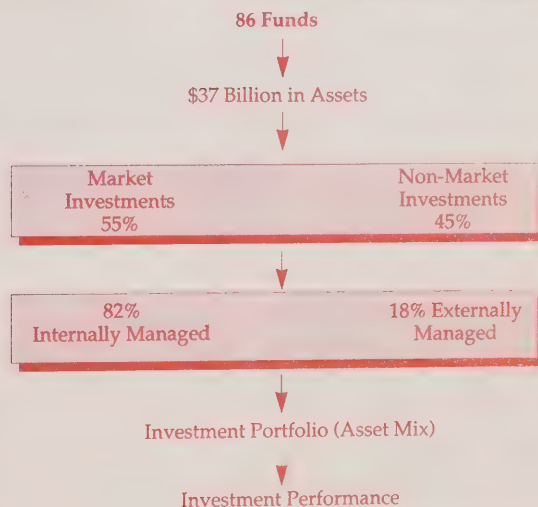 86 Funds
$37 Billion in Assets
Market
Investments
55%
Non-Market
Investments
45%
82%
Internally Managed
18% Externally
Managed
Investment Portfolio (Asset Mix)
Investment Performance